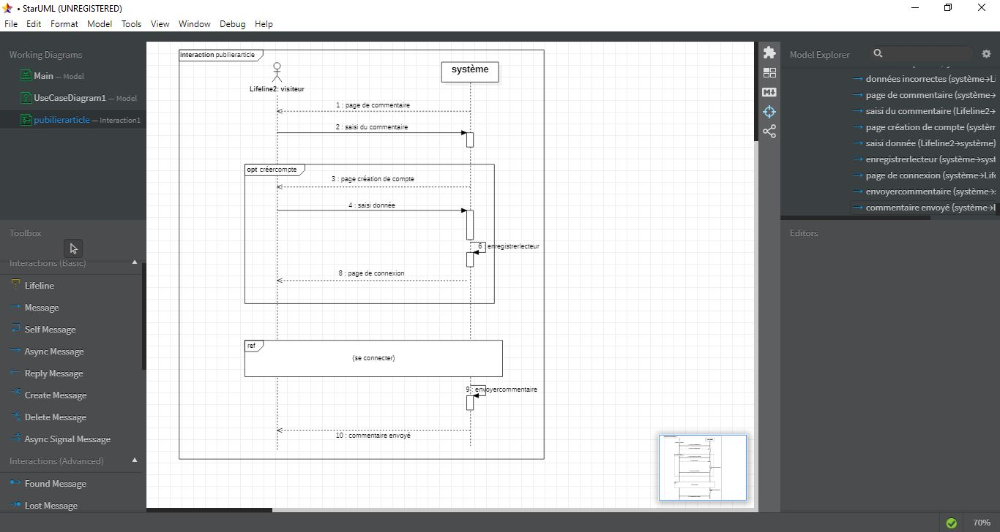 • StarUML (UNREGISTERED)
File Edit Format Model Tools View Window Debug Help
Working Diagrams
Main — Model
UseCaseDiagram1 — Model
pubilierarticle — Interaction1
Toolbox
Interactions (Basic)
Lifeline
Message
Self Message
Async Message
Reply Message
Create Message
Delete Message
Async Signal Message
Interactions (Advanced)
Found Message
Lost Message
interaction pubilierarticle
système
Lifeline2: visiteur
1 : page de commentaire
2 : saisi du commentaire
opt créercompte
3 : page création de compte
4 : saisi donnée
6 : enregistrerlecteur
8 : page de connexion
ref
(se connecter)
9 : envoyercommentaire
10 : commentaire envoyé
Model Explorer
données incorrectes (système→Li
page de commentaire (système→
saisi du commentaire (Lifeline2→
page création de compte (systèm
saisi donnée (Lifeline2→système)
enregistrerlecteur (système→syst
page de connexion (système→Life
envoyercommentaire (système→
commentaire envoyé (système→L
Editors
70%